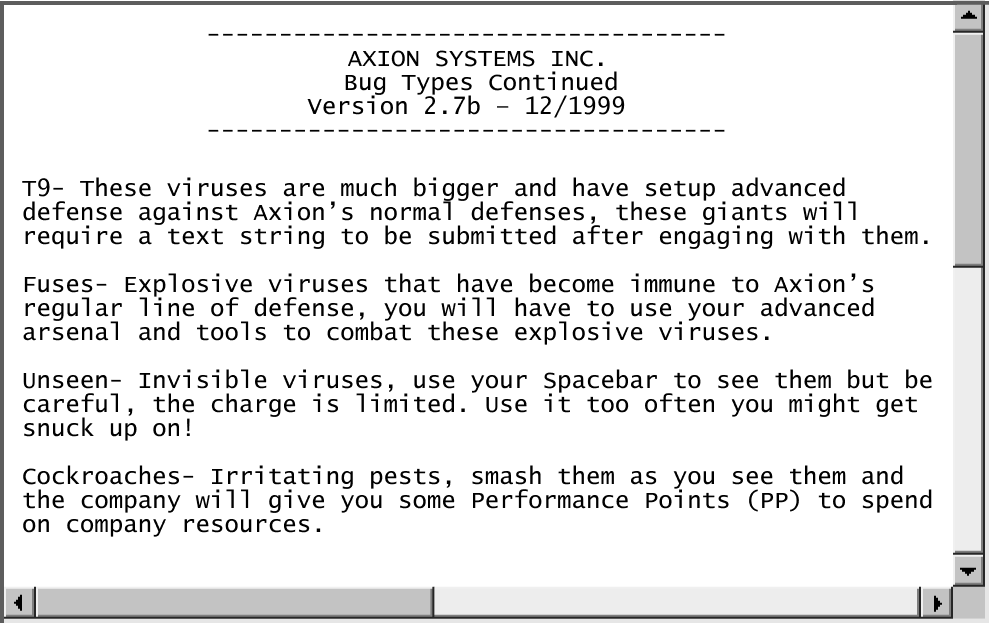 ------------------------------------
AXION SYSTEMS INC.
Bug Types Continued
Version 2.7b – 12/1999
------------------------------------
T9- These viruses are much bigger and have setup advanced
defense against Axion’s normal defenses, these giants will
require a text string to be submitted after engaging with them.
Fuses- Explosive viruses that have become immune to Axion’s
regular line of defense, you will have to use your advanced
arsenal and tools to combat these explosive viruses.
Unseen- Invisible viruses, use your Spacebar to see them but be
careful, the charge is limited. Use it too often you might get
snuck up on!
Cockroaches- Irritating pests, smash them as you see them and
the company will give you some Performance Points (PP) to spend
on company resources.